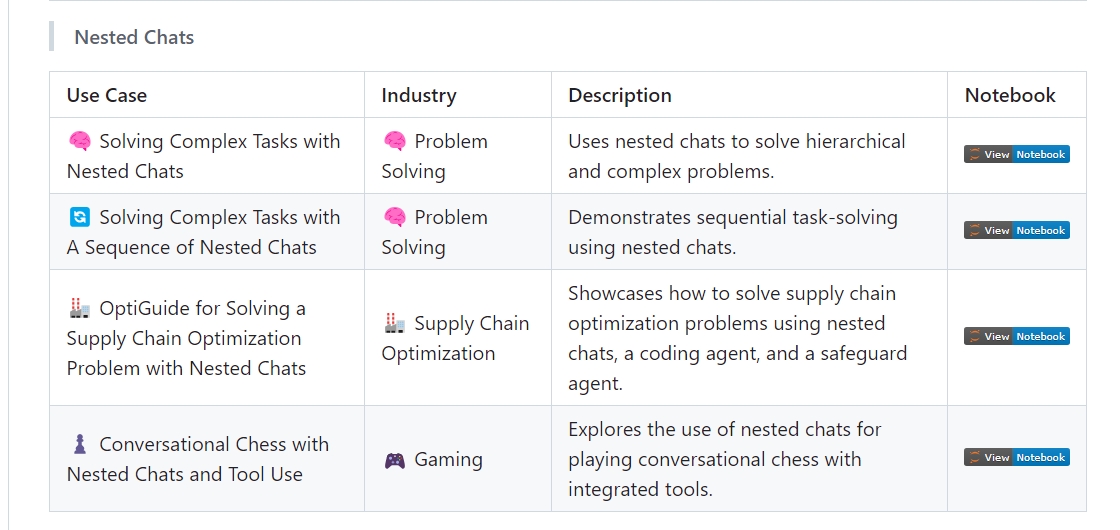 Nested Chats
Use Case
Industry
Description
Notebook
Solving Complex Tasks with
Nested Chats
Problem
Solving
Uses nested chats to solve hierarchical
and complex problems.
View Notebook
Solving Complex Tasks with
A Sequence of Nested Chats
Problem
Solving
Demonstrates sequential task-solving
using nested chats.
View Notebook
OptiGuide for Solving a
Supply Chain Optimization
Problem with Nested Chats
Supply Chain
Optimization
Showcases how to solve supply chain
optimization problems using nested
chats, a coding agent, and a safeguard
agent.
View Notebook
Conversational Chess with
Nested Chats and Tool Use
Gaming
Explores the use of nested chats for
playing conversational chess with
integrated tools.
View Notebook